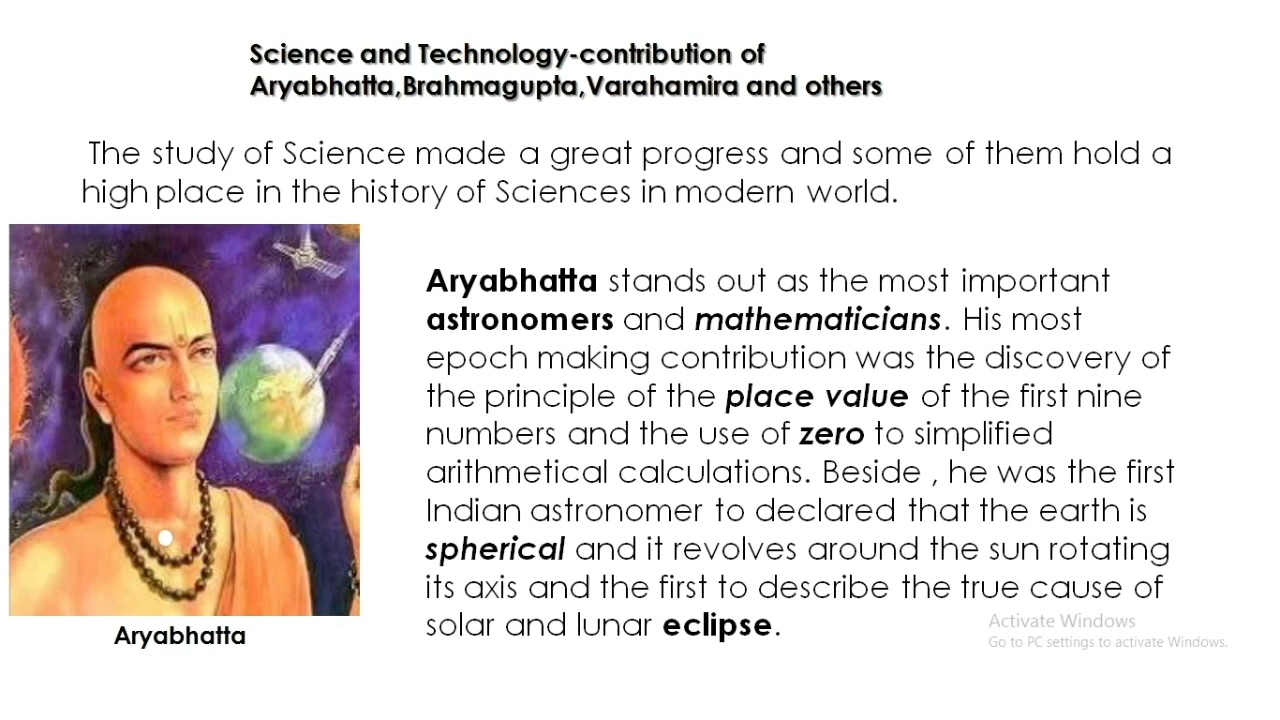 Science and Technology-contribution of
Aryabhatta,Brahmagupta,Varahamira and others
The study of Science made a great progress and some of them hold a
high place in the history of Sciences in modern world.
Aryabhatta stands out as the most important
astronomers and mathematicians. His most
epoch making contribution was the discovery of
the principle of the place value of the first nine
numbers and the use of zero to simplified
arithmetical calculations. Beside , he was the first
Indian astronomer to declared that the earth is
spherical and it revolves around the sun rotating
its axis and the first to describe the true cause of
solar and lunar eclipse.
Aryabhatta
Activate Windows
Go to PC settings to activate Windows.